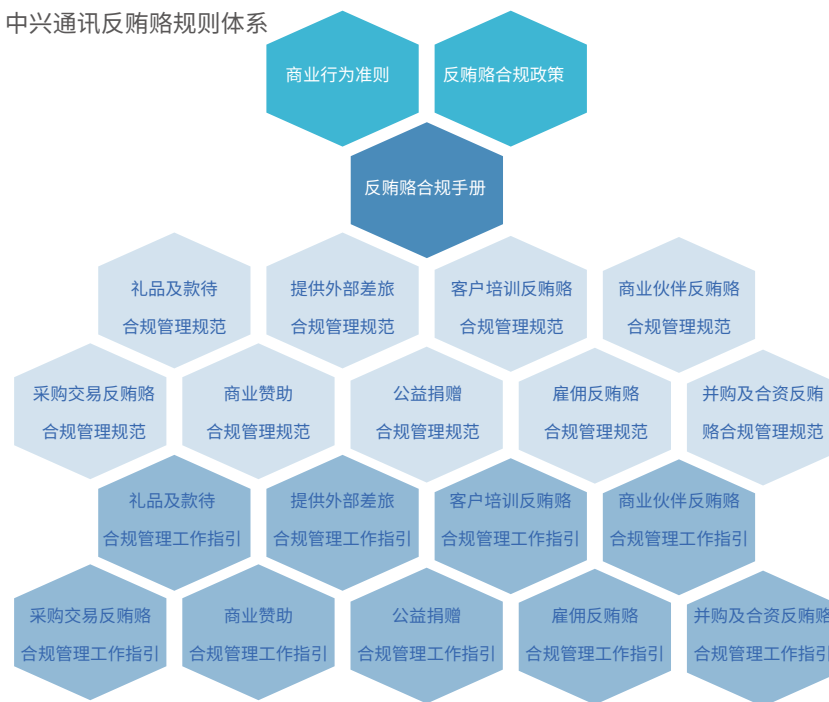 中兴通讯反贿赂规则体系
商业行为准则
反贿赂合规政策
反贿赂合规手册
礼品及款待
合规管理规范
提供外部差旅
合规管理规范
客户培训反贿赂
合规管理规范
商业伙伴反贿赂
合规管理规范
采购交易反贿赂
合规管理规范
商业赞助
合规管理规范
公益捐赠
合规管理规范
雇佣反贿赂
合规管理规范
并购及合资反贿
赂合规管理规范
礼品及款待
合规管理工作指引
提供外部差旅
合规管理工作指引
客户培训反贿赂
合规管理工作指引
商业伙伴反贿赂
合规管理工作指引
采购交易反贿赂
合规管理工作指引
商业赞助
合规管理工作指引
公益捐赠
合规管理工作指引
雇佣反贿赂
合规管理工作指引
并购及合资反贿赂
合规管理工作指引